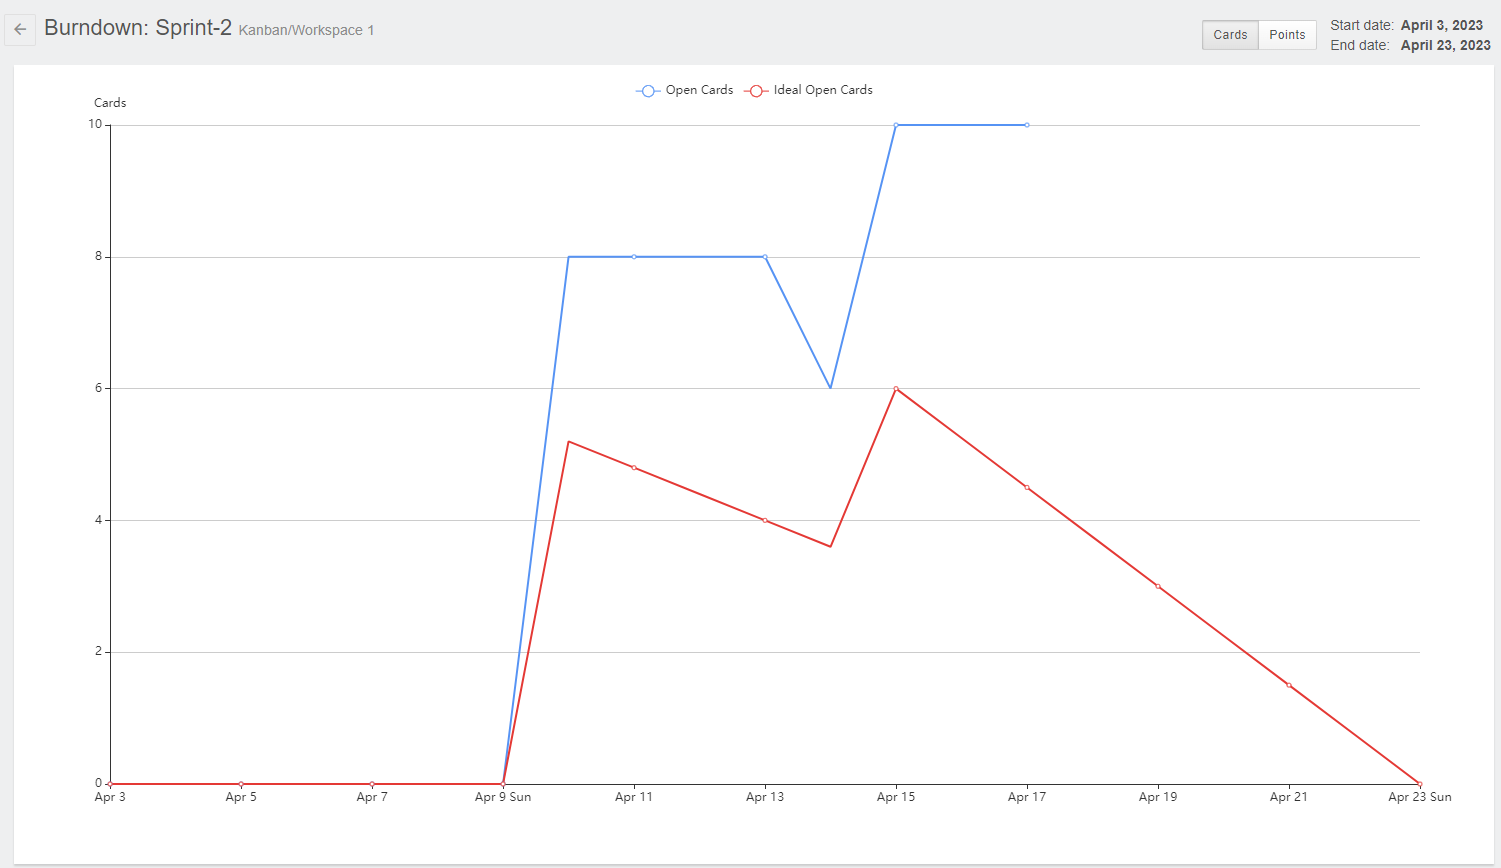 Burndown: Sprint-2 Kanban/Workspace 1
Cards Points
Start date: April 3, 2023
End date: April 23, 2023
Open Cards Ideal Open Cards
Cards
10
8
6
4
2
0
Apr 3 Apr 5 Apr 7 Apr 9 Sun Apr 11 Apr 13 Apr 15 Apr 17 Apr 19 Apr 21 Apr 23 Sun